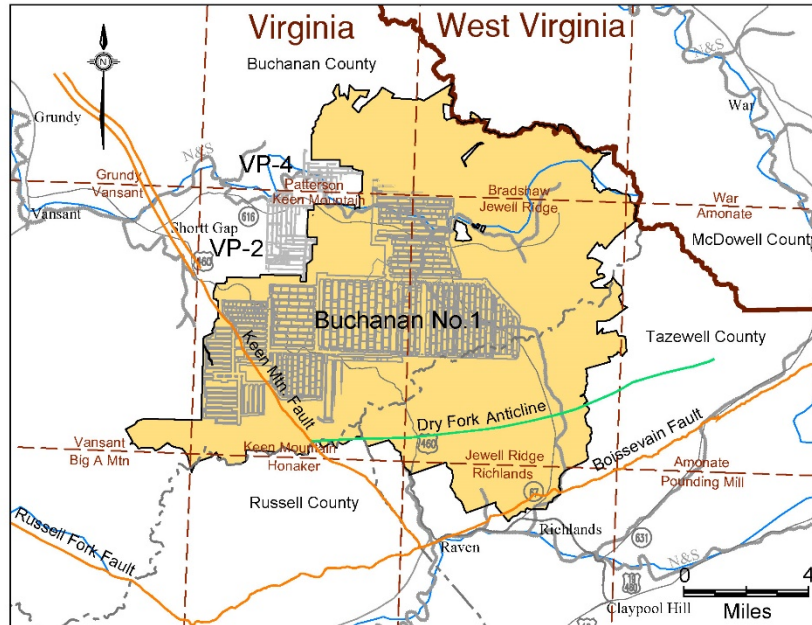 Virginia
West Virginia
Buchanan County
N
N&S
War
Grundy
N&S
VP-4
Grundy
Vansant
Patterson
Keen Mountain
Bradshaw
Jewell Ridge
War
Amonate
Vansant
616
Shortt Gap
McDowell County
VP-2
460
Buchanan No.1
Tazewell County
Keen Mtn. Fault
Dry Fork Anticline
Boissevain Fault
460
Vansant
Big A Mtn
Keen Mountain
Honaker
Jewell Ridge
Richlands
Amonate
Pounding Mill
67
Russell County
Russell Fork Fault
Raven
Richlands
631
N&S
19
460
Claypool Hill
0
4
Miles